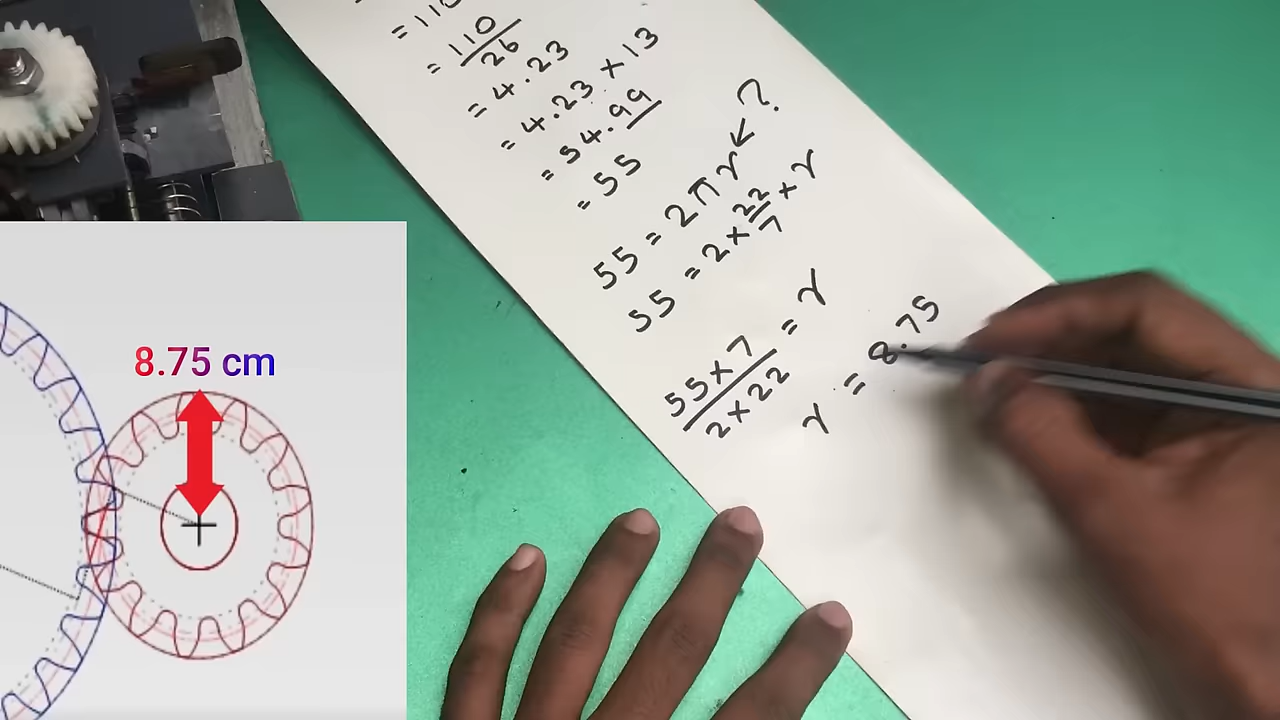 = 110
= 110/26
= 4.23
= 4.23 × 13
= 54.99
= 55
?
55 = 2πr
55 = 2 × 22/7 × r
55 × 7 / 2 × 22 = r
r = 8.75
8.75 cm